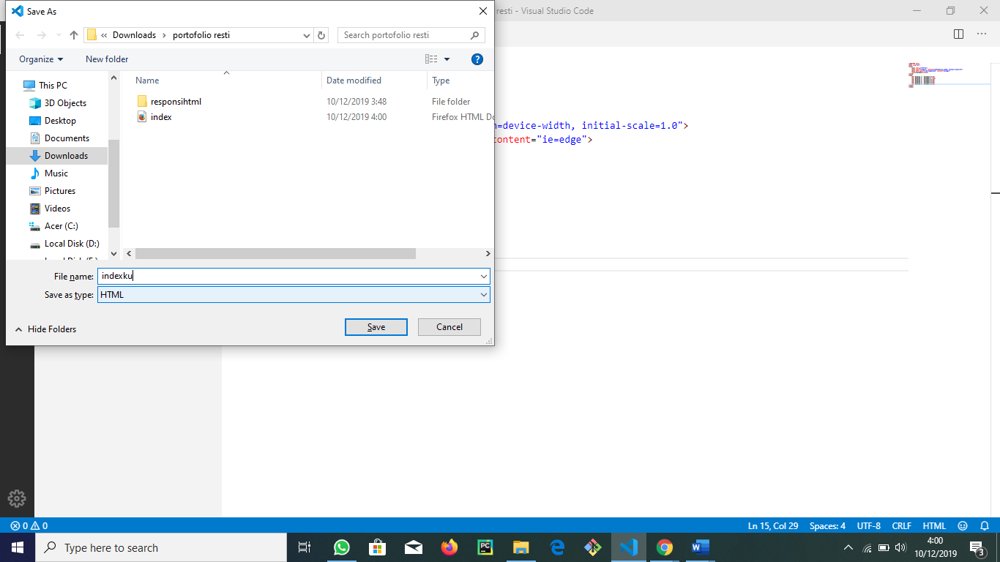 Save As
resti - Visual Studio Code
« Downloads > portofolio resti
Search portofolio resti
Organize
New folder
Name
Date modified
Type
This PC
3D Objects
Desktop
Documents
Downloads
Music
Pictures
Videos
Acer (C:)
Local Disk (D:)
responsihtml 10/12/2019 3:48 File folder
index 10/12/2019 4:00 Firefox HTML Do
=device-width, initial-scale=1.0">
content="ie=edge">
File name: indexku
Save as type: HTML
Hide Folders
Save
Cancel
0 0
Ln 15, Col 29 Spaces: 4 UTF-8 CRLF HTML
Type here to search
4:00
10/12/2019
3